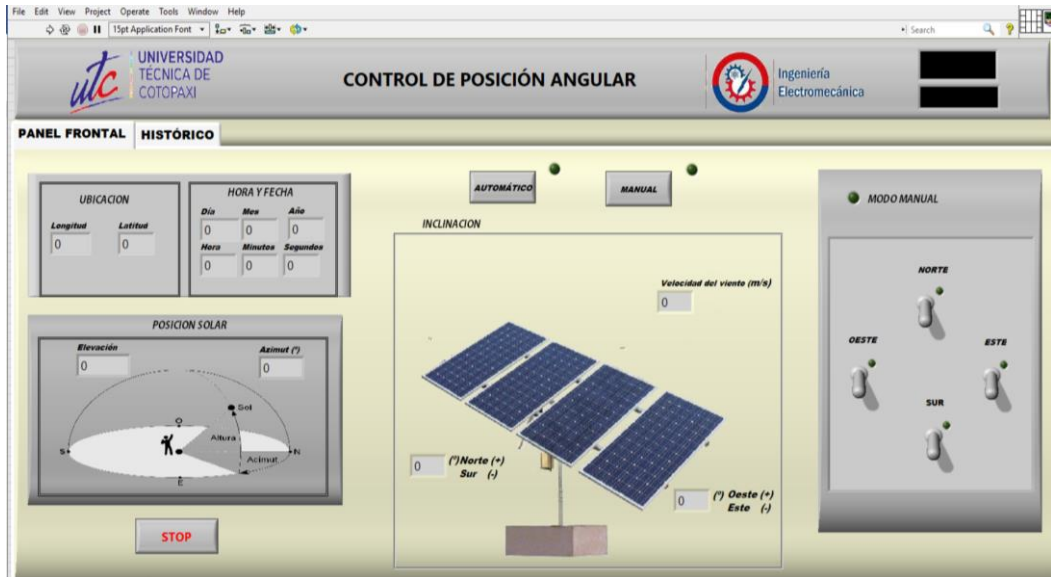 File Edit View Project Operate Tools Window Help
15pt Application Font
Search
utc UNIVERSIDAD
TÉCNICA DE
COTOPAXI
CONTROL DE POSICIÓN ANGULAR
Ingeniería
Electromecánica
PANEL FRONTAL HISTÓRICO
UBICACION
Longitud Latitud
0 0
HORA Y FECHA
Día Mes Año
0 0 0
Hora Minutos Segundos
0 0 0
POSICION SOLAR
Elevación Azimut (º)
0 0
Sol
O
Altura
S N
Azimut
E
STOP
AUTOMÁTICO MANUAL
INCLINACION
Velocidad del viento (m/s)
0
0 (º)Norte (+)
Sur (-)
0 (º) Oeste (+)
Este (-)
MODO MANUAL
NORTE
OESTE ESTE
SUR